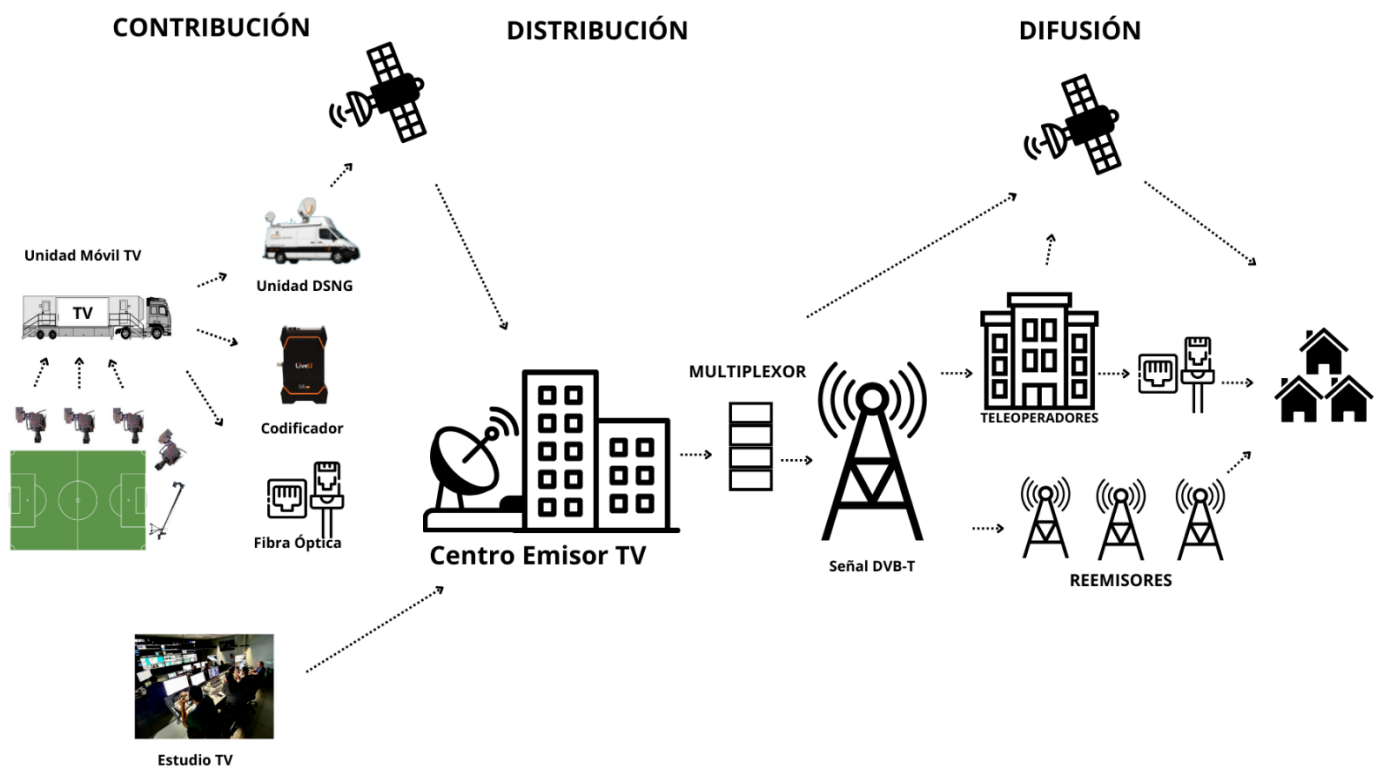 CONTRIBUCIÓN
DISTRIBUCIÓN
DIFUSIÓN
Unidad Móvil TV
TV
Unidad DSNG
LiveU
Codificador
Fibra Óptica
Estudio TV
Centro Emisor TV
MULTIPLEXOR
Señal DVB-T
TELEOPERADORES
REEMISORES